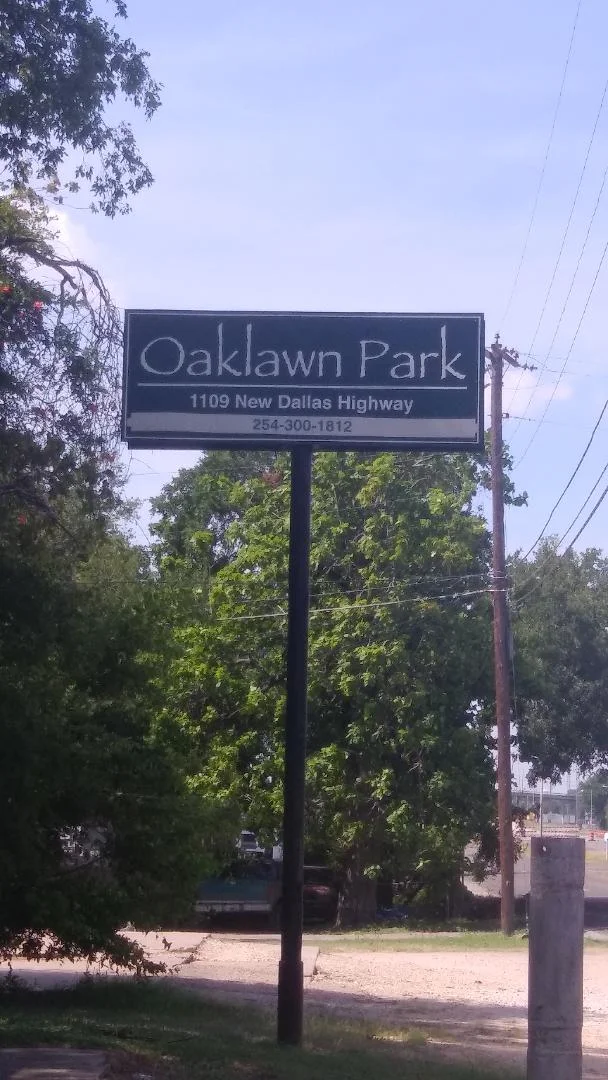 Oaklawn Park
1109 New Dallas Highway
254-300-1812